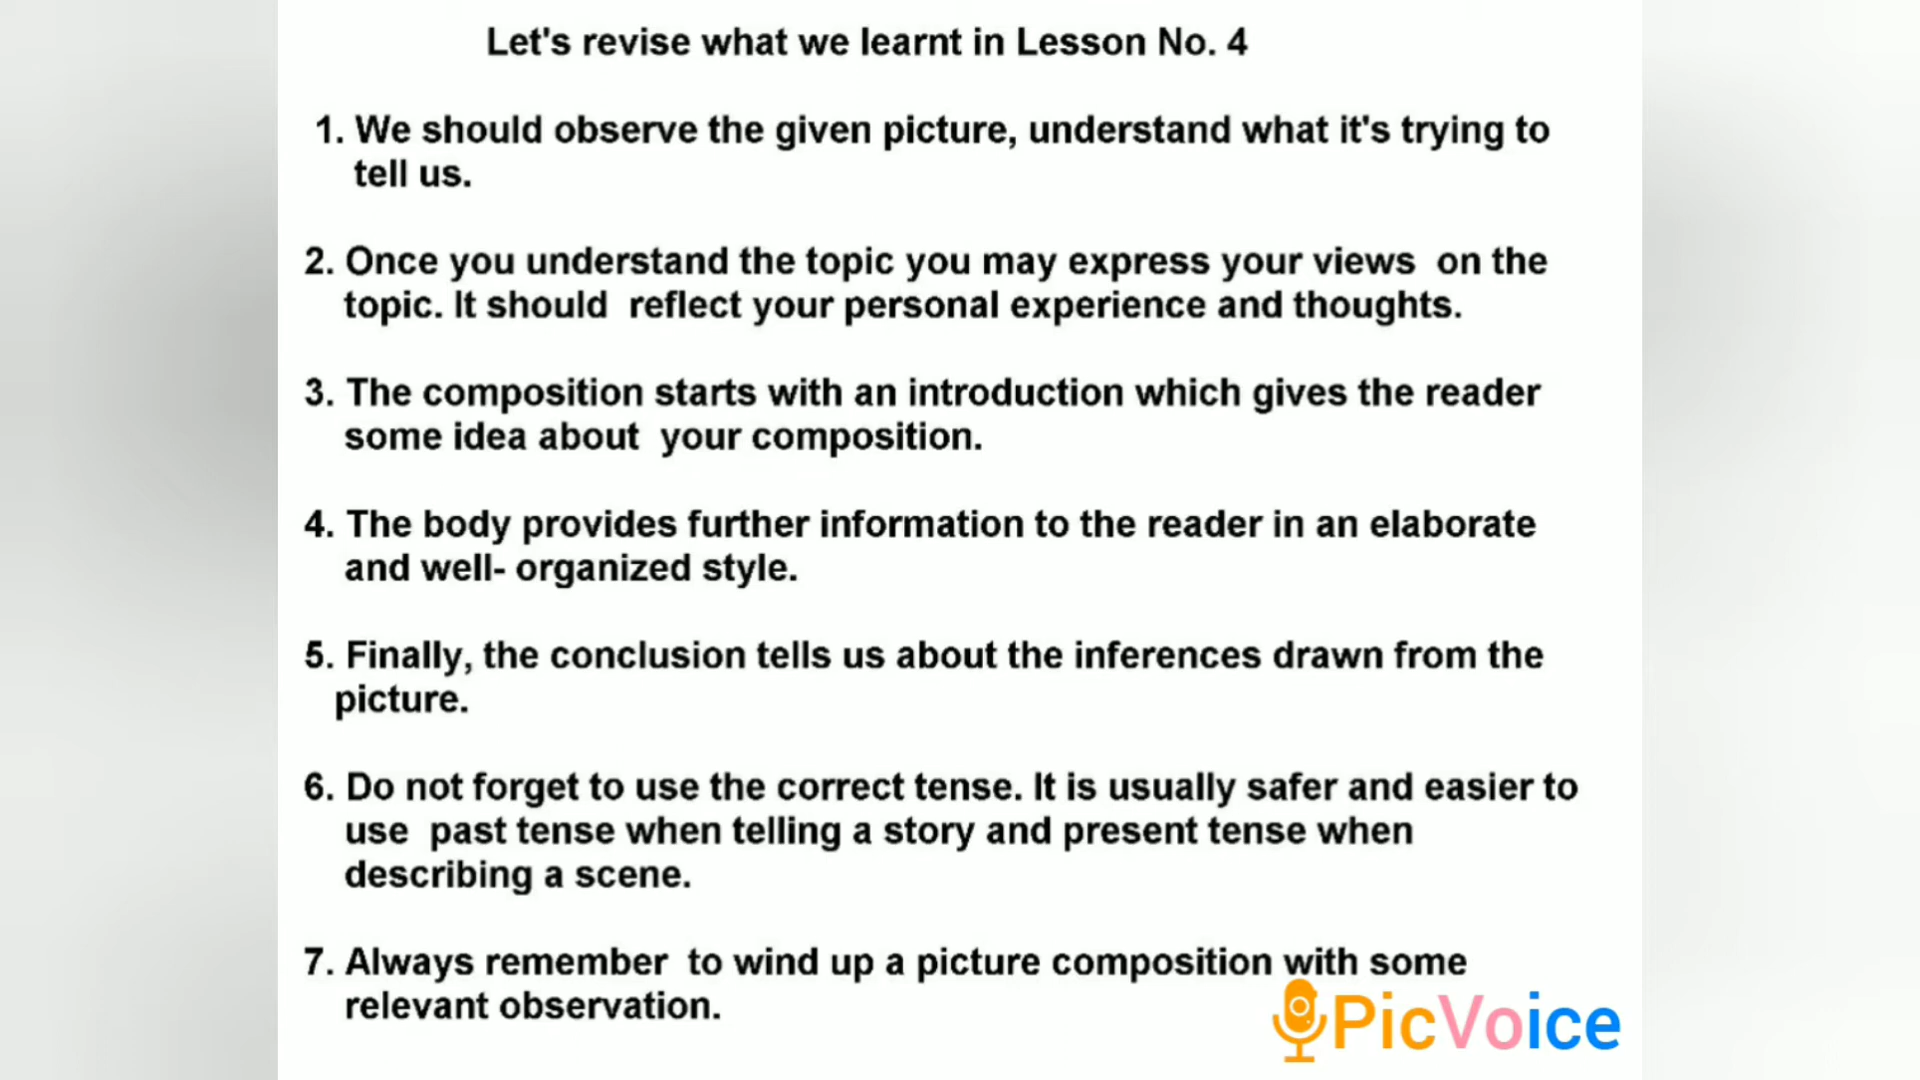 Let's revise what we learnt in Lesson No. 4
1. We should observe the given picture, understand what it's trying to
tell us.
2. Once you understand the topic you may express your views on the
topic. It should reflect your personal experience and thoughts.
3. The composition starts with an introduction which gives the reader
some idea about your composition.
4. The body provides further information to the reader in an elaborate
and well- organized style.
5. Finally, the conclusion tells us about the inferences drawn from the
picture.
6. Do not forget to use the correct tense. It is usually safer and easier to
use past tense when telling a story and present tense when
describing a scene.
7. Always remember to wind up a picture composition with some
relevant observation.
PicVoice